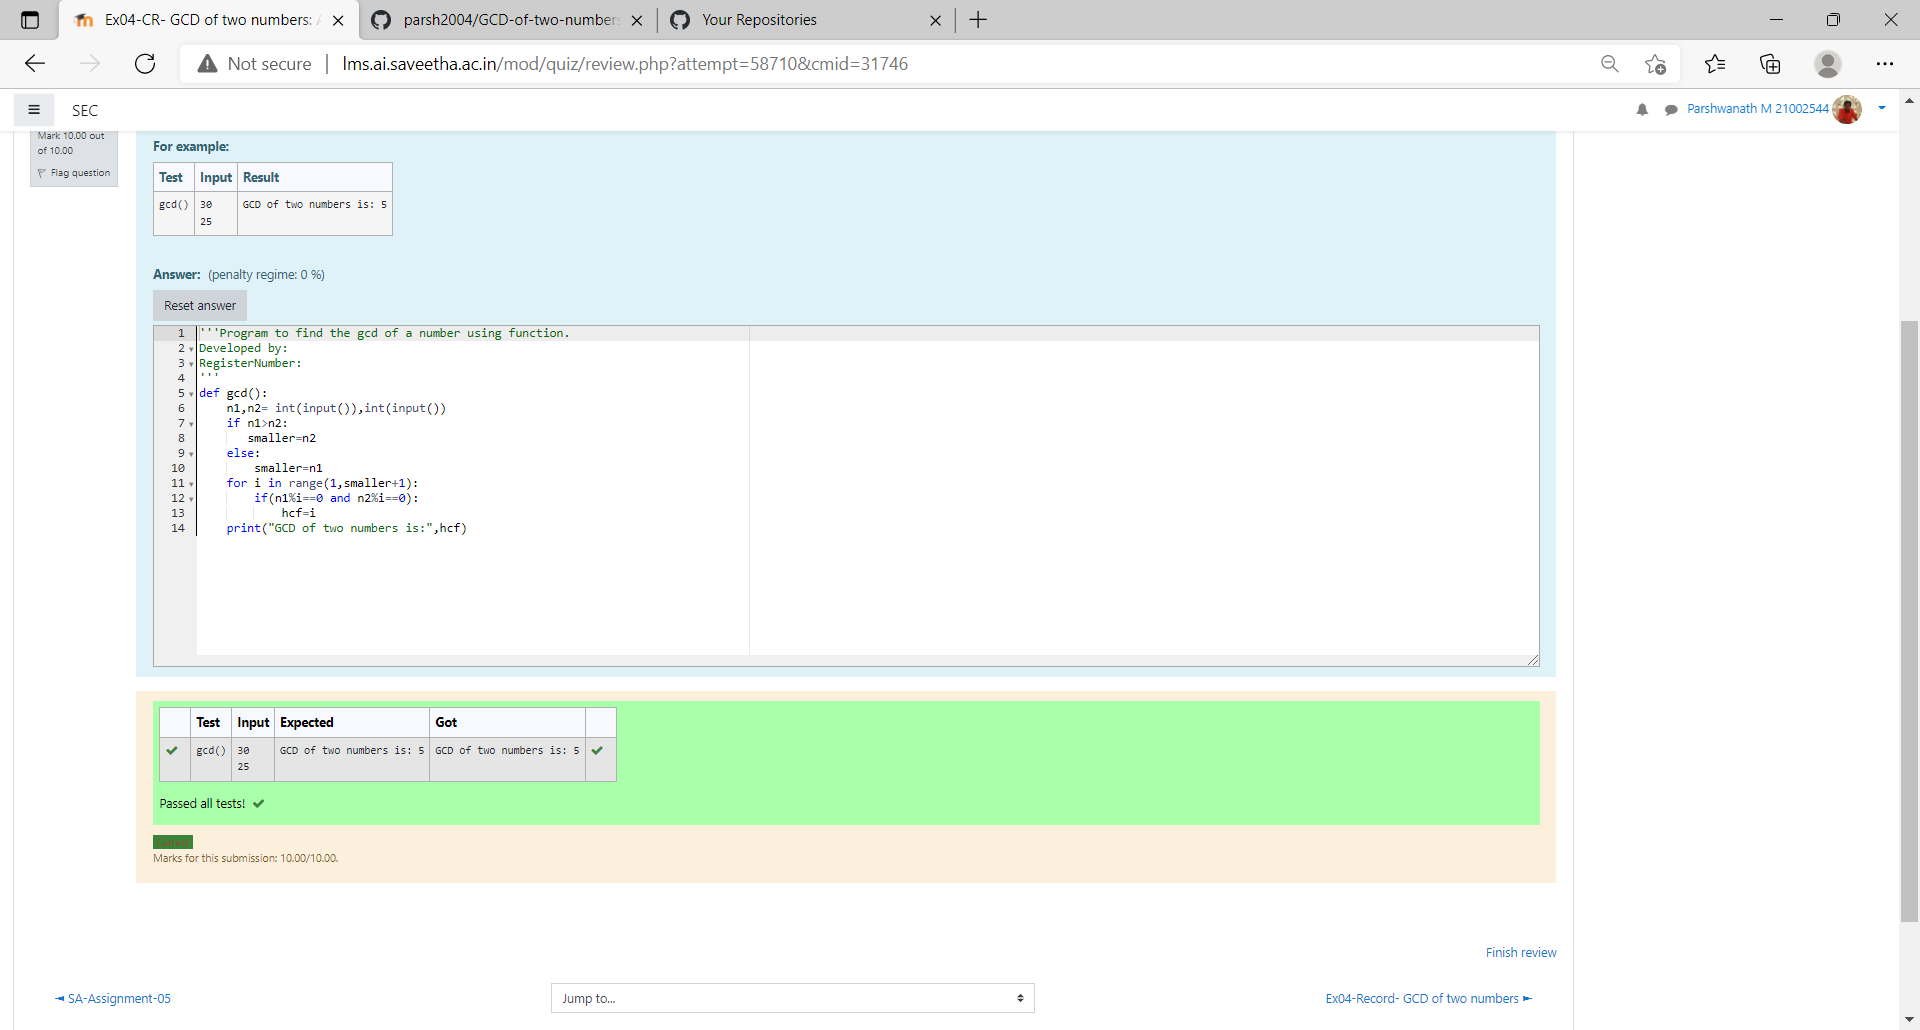 Ex04-CR- GCD of two numbers:
parsh2004/GCD-of-two-number
Your Repositories
Not secure
lms.ai.saveetha.ac.in/mod/quiz/review.php?attempt=58710&cmid=31746
SEC
Parshwanath M 21002544
Mark 10.00 out
of 10.00
Flag question
For example:
Test Input Result
gcd() 30 GCD of two numbers is: 5
25
Answer: (penalty regime: 0 %)
Reset answer
1 '''Program to find the gcd of a number using function.
2 Developed by:
3 RegisterNumber:
4 '''
5 def gcd():
6     n1,n2= int(input()),int(input())
7     if n1>n2:
8        smaller=n2
9     else:
10         smaller=n1
11     for i in range(1,smaller+1):
12         if(n1%i==0 and n2%i==0):
13             hcf=i
14     print("GCD of two numbers is:",hcf)
Test Input Expected Got
gcd() 30 GCD of two numbers is: 5 GCD of two numbers is: 5
25
Passed all tests!
Marks for this submission: 10.00/10.00.
Finish review
◄ SA-Assignment-05
Jump to...
Ex04-Record- GCD of two numbers ►